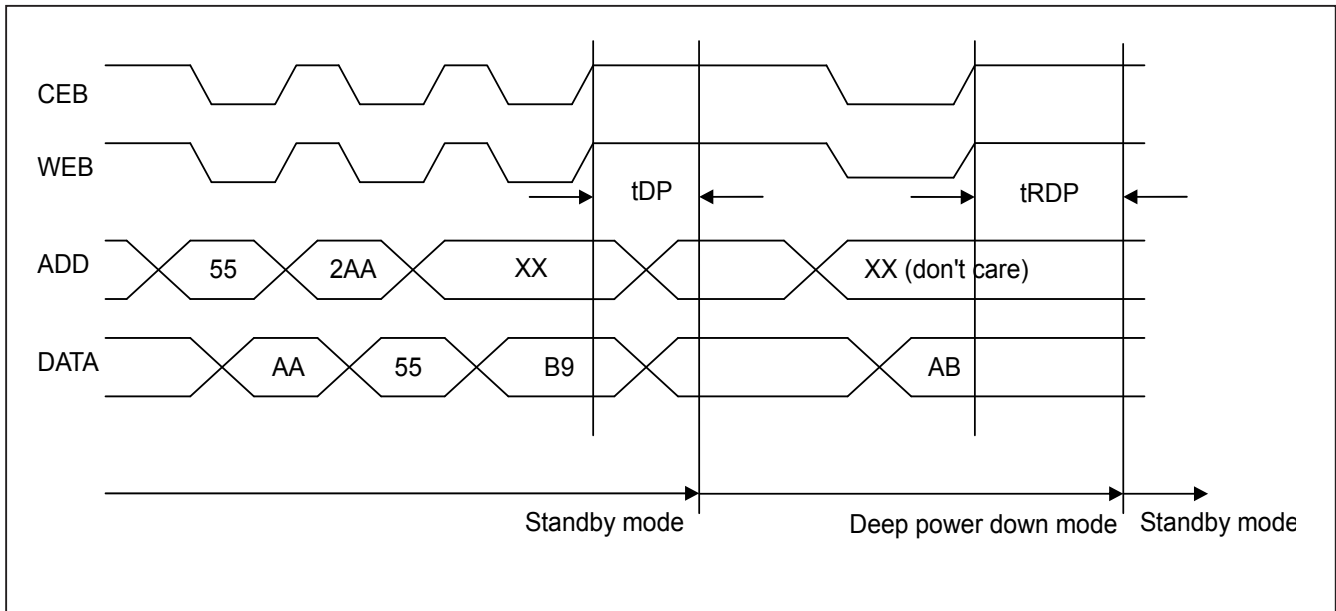 CEB
WEB
tDP
tRDP
ADD
55
2AA
XX
XX (don't care)
DATA
AA
55
B9
AB
Standby mode
Deep power down mode
Standby mode